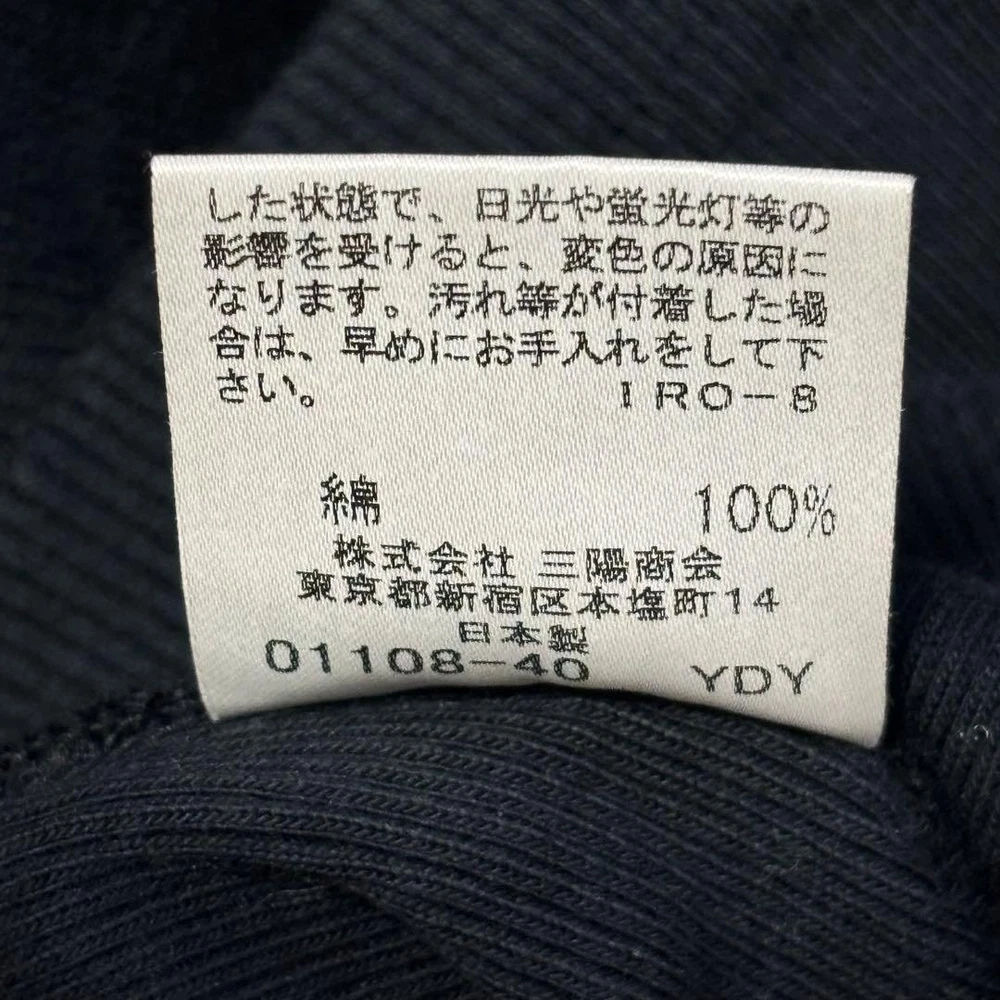 した状態で、日光や蛍光灯等の
影響を受けると、変色の原因に
なります。汚れ等が付着した場
合は、早めにお手入れをして下
さい。 IRO-8
綿 100%
株式会社 三陽商会
東京都新宿区本塩町14
日本製
01108-40 YDY